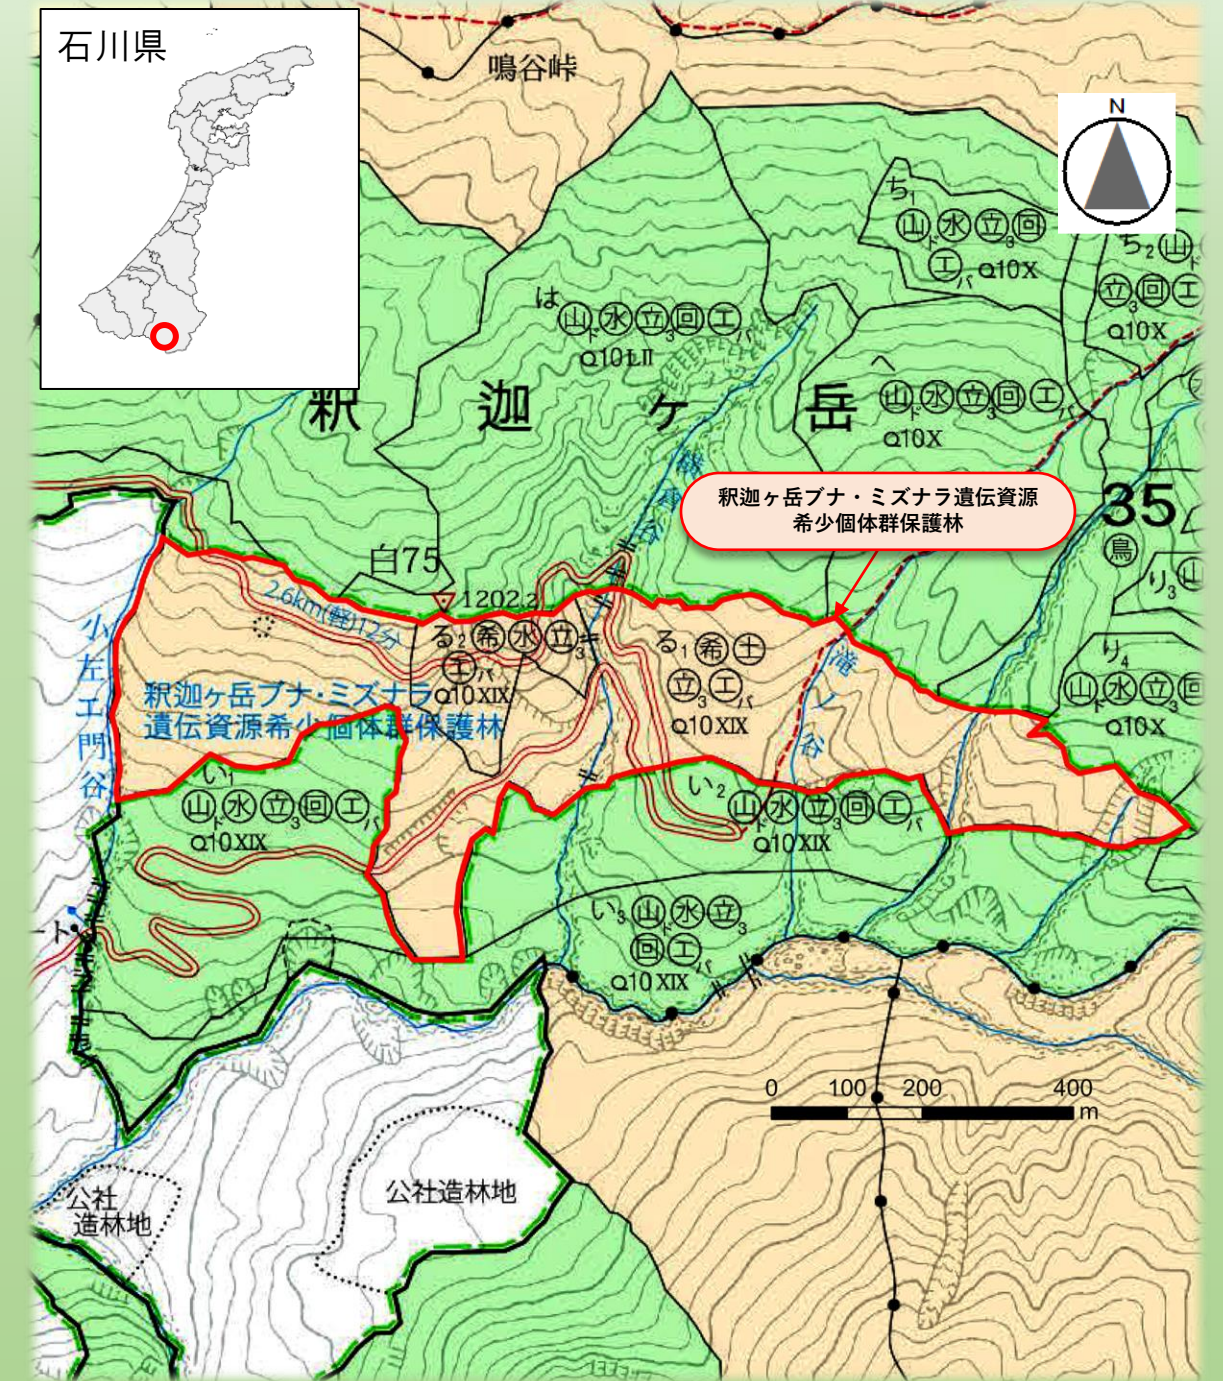 石川県
鳴谷峠
N
ち₁
山ド水立₃回
エバ Q10X
ち₂山ド
立₃回エ
Q10X
は山ド水立₃回エバ
Q10ⅠⅡ
へ
山ド水立₃回エバ
Q10X
釈迦ヶ岳
釈迦ヶ岳ブナ・ミズナラ遺伝資源
希少個体群保護林
35
鳥
り₃山
白75
1202.2
2.6km(軽)12分
る₂希水立₃
エバ
Q10XIX
る₁希土
立₃エバ
Q10XIX
滝ノ谷
り₄
山ド水立₃回
Q10X
小左エ門谷
釈迦ヶ岳ブナ・ミズナラ
遺伝資源希少個体群保護林
い₁
山ド水立₃回エバ
Q10XIX
い₂
山ド水立₃回エバ
Q10XIX
い₃山ド水立₃
回エバ
Q10XIX
0 100 200 400
m
公社
造林地
公社造林地